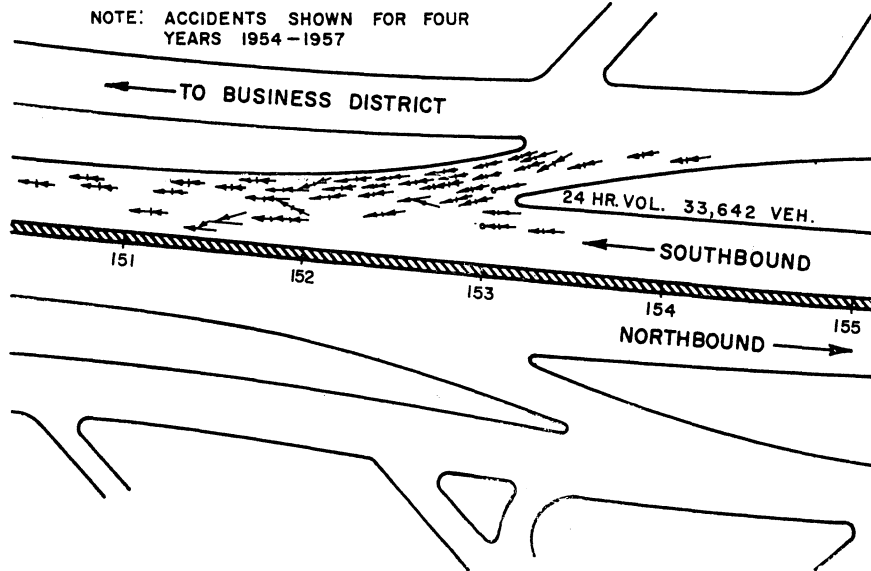 NOTE: ACCIDENTS SHOWN FOR FOUR
YEARS 1954-1957
TO BUSINESS DISTRICT
24 HR. VOL. 33,642 VEH.
SOUTHBOUND
151
152
153
154
155
NORTHBOUND